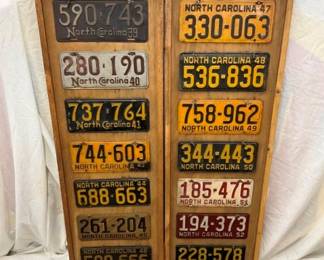 590-743
North Carolina 39
280·190
North Carolina 40
737·764
North Carolina 41
744-603
NORTH CAROLINA 44
688-663
261-204
NORTH CAROLINA 47
330-063
NORTH CAROLINA 48
536-836
758-962
NORTH CAROLINA 49
344-443
NORTH CAROLINA 50
185-476
NORTH CAROLINA 51
194-373
NORTH CAROLINA 52
228-578